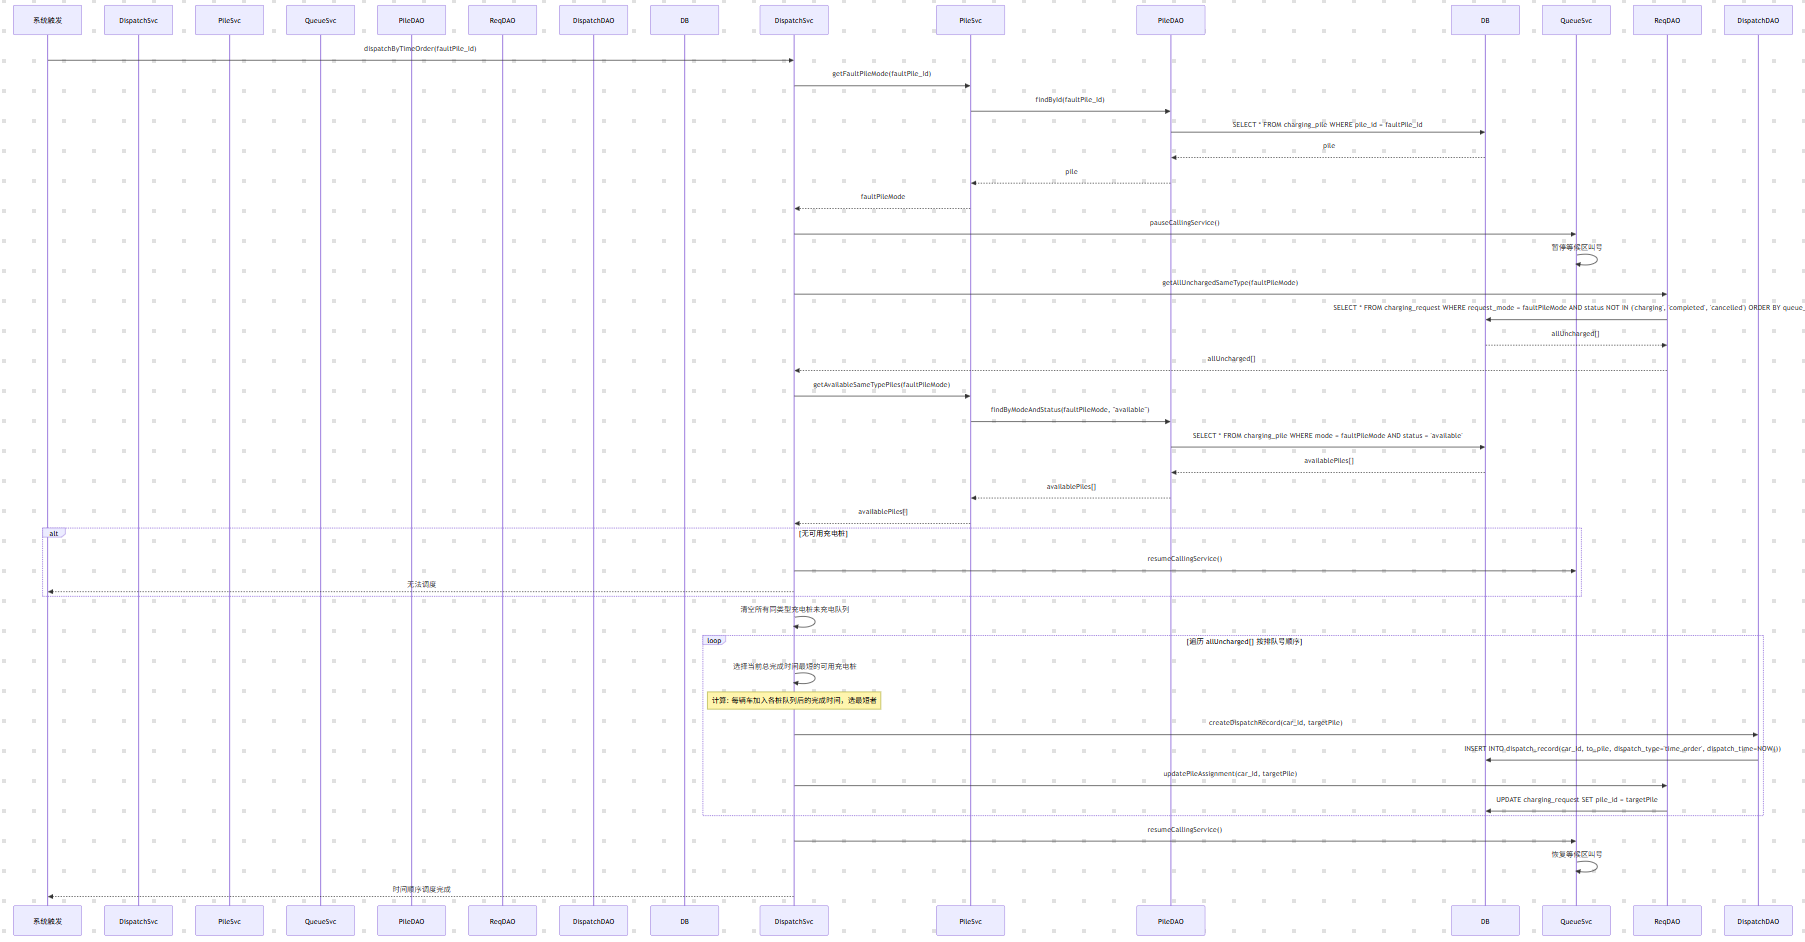 系统触发
DispatchSvc
PileSvc
QueueSvc
PileDAO
ReqDAO
DispatchDAO
DB
DispatchSvc
PileSvc
PileDAO
DB
QueueSvc
ReqDAO
DispatchDAO
dispatchByTimeOrder(faultPile_Id)
getFaultPileMode(faultPile_Id)
findById(faultPile_Id)
SELECT * FROM charging_pile WHERE pile_id = faultPile_Id
pile
pile
faultPileMode
pauseCallingService()
暂停等候区叫号
getAllUnchargedSameType(faultPileMode)
SELECT * FROM charging_request WHERE request_mode = faultPileMode AND status NOT IN ('charging', 'completed', 'cancelled') ORDER BY queue_
allUncharged[]
allUncharged[]
getAvailableSameTypePiles(faultPileMode)
findByModeAndStatus(faultPileMode, "available")
SELECT * FROM charging_pile WHERE mode = faultPileMode AND status = 'available'
availablePiles[]
availablePiles[]
availablePiles[]
alt
[无可用充电桩]
resumeCallingService()
无法调度
清空所有同类型充电桩未充电队列
loop
[遍历 allUncharged[] 按排队号顺序]
选择当前总完成时间最短的可用充电桩
计算: 每辆车加入各桩队列后的完成时间，选最短者
createDispatchRecord(car_id, targetPile)
INSERT INTO dispatch_record(car_id, to_pile, dispatch_type='time_order', dispatch_time=NOW())
updatePileAssignment(car_id, targetPile)
UPDATE charging_request SET pile_id = targetPile
resumeCallingService()
恢复等候区叫号
时间顺序调度完成
系统触发
DispatchSvc
PileSvc
QueueSvc
PileDAO
ReqDAO
DispatchDAO
DB
DispatchSvc
PileSvc
PileDAO
DB
QueueSvc
ReqDAO
DispatchDAO